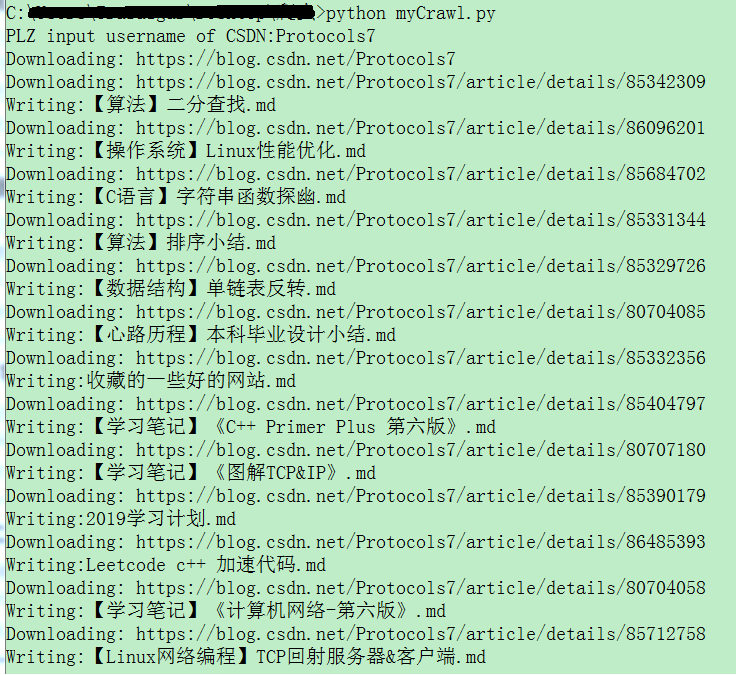 C:\>python myCrawl.py
PLZ input username of CSDN:Protocols7
Downloading: https://blog.csdn.net/Protocols7
Downloading: https://blog.csdn.net/Protocols7/article/details/85342309
Writing:【算法】二分查找.md
Downloading: https://blog.csdn.net/Protocols7/article/details/86096201
Writing:【操作系统】Linux性能优化.md
Downloading: https://blog.csdn.net/Protocols7/article/details/85684702
Writing:【C语言】字符串函数探幽.md
Downloading: https://blog.csdn.net/Protocols7/article/details/85331344
Writing:【算法】排序小结.md
Downloading: https://blog.csdn.net/Protocols7/article/details/85329726
Writing:【数据结构】单链表反转.md
Downloading: https://blog.csdn.net/Protocols7/article/details/80704085
Writing:【心路历程】本科毕业设计小结.md
Downloading: https://blog.csdn.net/Protocols7/article/details/85332356
Writing:收藏的一些好的网站.md
Downloading: https://blog.csdn.net/Protocols7/article/details/85404797
Writing:【学习笔记】《C++ Primer Plus 第六版》.md
Downloading: https://blog.csdn.net/Protocols7/article/details/80707180
Writing:【学习笔记】《图解TCP&IP》.md
Downloading: https://blog.csdn.net/Protocols7/article/details/85390179
Writing:2019学习计划.md
Downloading: https://blog.csdn.net/Protocols7/article/details/86485393
Writing:Leetcode c++ 加速代码.md
Downloading: https://blog.csdn.net/Protocols7/article/details/80704058
Writing:【学习笔记】《计算机网络-第六版》.md
Downloading: https://blog.csdn.net/Protocols7/article/details/85712758
Writing:【Linux网络编程】TCP回射服务器&客户端.md